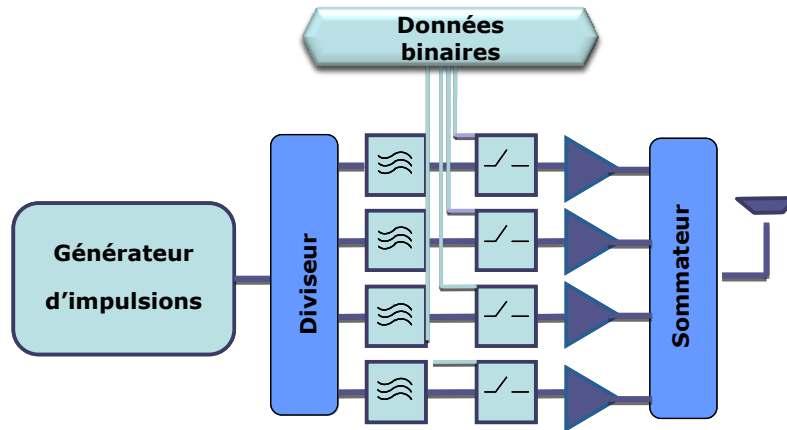 Données
binaires
Générateur
d'impulsions
Diviseur
Sommateur